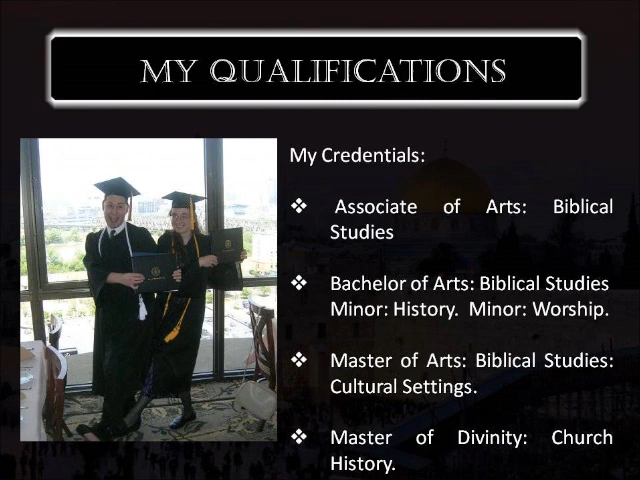 MY QUALIFICATIONS
My Credentials:
❖ Associate of Arts: Biblical
Studies
❖ Bachelor of Arts: Biblical Studies
Minor: History. Minor: Worship.
❖ Master of Arts: Biblical Studies:
Cultural Settings.
❖ Master of Divinity: Church
History.